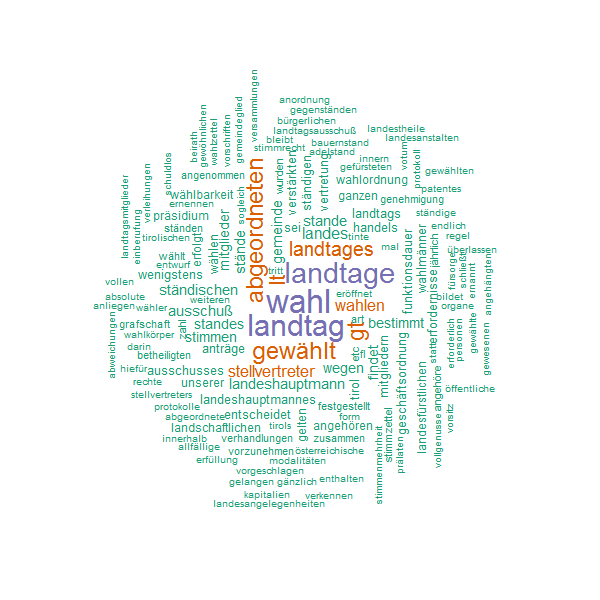 anordnung
gegenständen
bürgerlichen
landtagsausschuß
landestheile
landesanstalten
bleibt
bauernstand
stimmrecht
adelstand
innern
votum
protokoll
versammlungen
gemeindeglied
vorschriften
wahlzettel
gewöhnlichen
beirath
schuldlos
verleihungen
landtagsmitglieder
einberufung
angenommen
wählbarkeit
ernennen
sogleich
abgeordneten
wurden
verstärkten
ständigen
vertretung
gefürsteten
wahlordnung
gewählten
patentes
ganzen
genehmigung
präsidium
ständen
tirolischen
mitglieder
wählen
erfolgt
stände
gemeinde
sei
stande
landes
landtags
handels
tinte
ständige
endlich
regel
mal
überlassen
wählt
entwurf
wenigstens
tritt
lt
landtages
landtage
eröffnet
funktionsdauer
wahlmänner
jährlich
erforderpisse
fürsorge
schließt
ernannt
angehängten
vollen
absolute
anliegen
ständischen
weiteren
wähler
ausschuß
wahl
wahlen
bildet
organe
grafschaft
wahlkörper
zahl
standes
stimmen
landtag
art
gt
bestimmt
statt
erforderlich
personen
gewählte
gewesenen
abweichungen
darin
betheiligten
anträge
gewählt
etc
fl
findet
mitgliedern
geschäftsordnung
hiefür
ausschusses
stellvertreter
wegen
rechte
unserer
landeshauptmann
tirol
landesfürstlichen
angehöre
vollgenusse
vorsitz
öffentliche
stellvertreters
landeshauptmannes
protokolle
abgeordnete
entscheidet
gelten
festgestellt
form
stimmzettel
landschaftlichen
tirols
angehören
innerhalb
verhandlungen
zusammen
prälaten
stimmenmehrheit
allfällige
vorzunehmen
österreichische
erfüllung
modalitäten
vorgeschlagen
gelangen
gänzlich
enthalten
kapitalien
verkennen
landesangelegenheiten